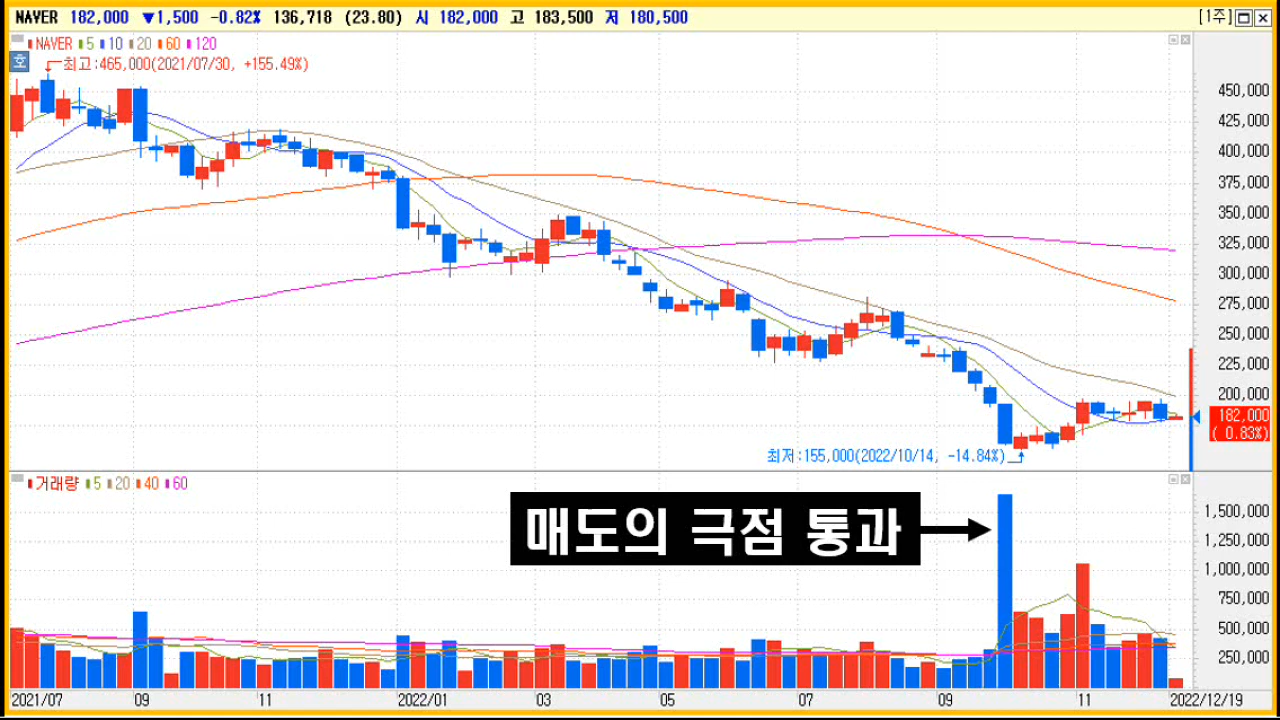 NAVER 182,000 ▼1,500 -0.82% 136,718 (23.80) 시 182,000 고 183,500 저 180,500 [1주]
NAVER 5 10 20 60 120
호
최고:465,000(2021/07/30, +155.49%)
450,000
425,000
400,000
375,000
350,000
325,000
300,000
275,000
250,000
225,000
200,000
182,000
( 0.83%)
최저:155,000(2022/10/14, -14.84%)
거래량 5 20 40 60
매도의 극점 통과
1,500,000
1,250,000
1,000,000
750,000
500,000
250,000
2021/07 09 11 2022/01 03 05 07 09 11 2022/12/19